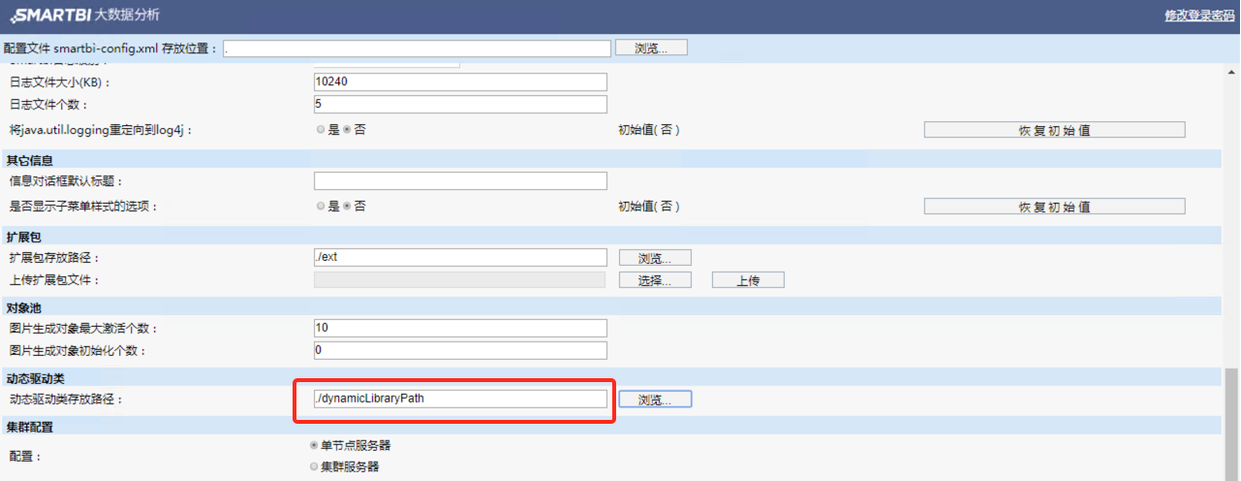 SMARTBI 大数据分析
修改登录密码
配置文件 smartbi-config.xml 存放位置： . 浏览...
日志文件大小(KB)： 10240
日志文件个数： 5
将java.util.logging重定向到log4j： 是 否 初始值( 否 ) 恢复初始值
其它信息
信息对话框默认标题：
是否显示子菜单样式的选项： 是 否 初始值( 否 ) 恢复初始值
扩展包
扩展包存放路径： ./ext 浏览...
上传扩展包文件： 选择... 上传
对象池
图片生成对象最大激活个数： 10
图片生成对象初始化个数： 0
动态驱动类
动态驱动类存放路径： ./dynamicLibraryPath 浏览...
集群配置
配置： 单节点服务器
集群服务器